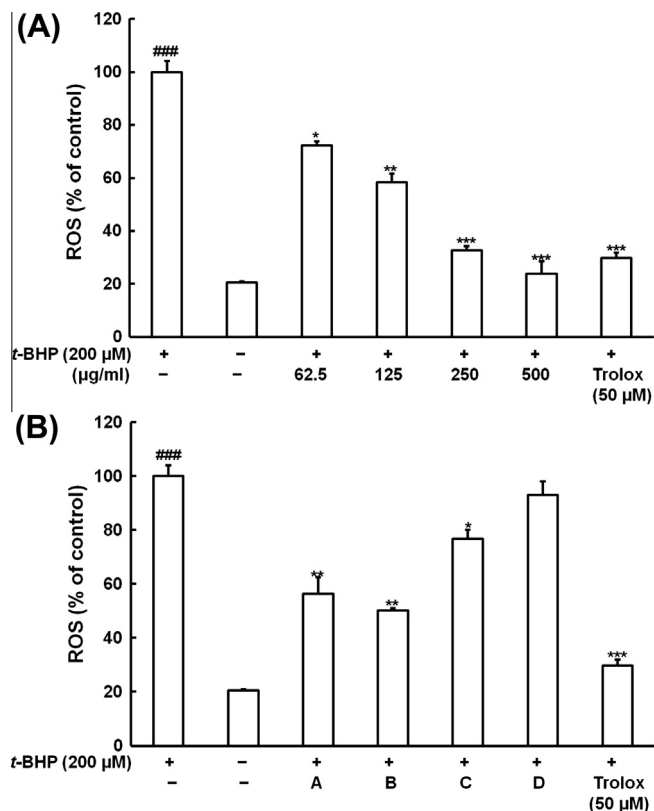 (A)
120
###
100
80
*
**
60
40
***
***
***
20
0
ROS (% of control)
t-BHP (200 μM) + − + + + + +
(μg/ml) − − 62.5 125 250 500 Trolox
(50 μM)
(B)
120
###
100
80
*
60
**
**
40
***
20
0
ROS (% of control)
t-BHP (200 μM) + − + + + + +
− − A B C D Trolox
(50 μM)